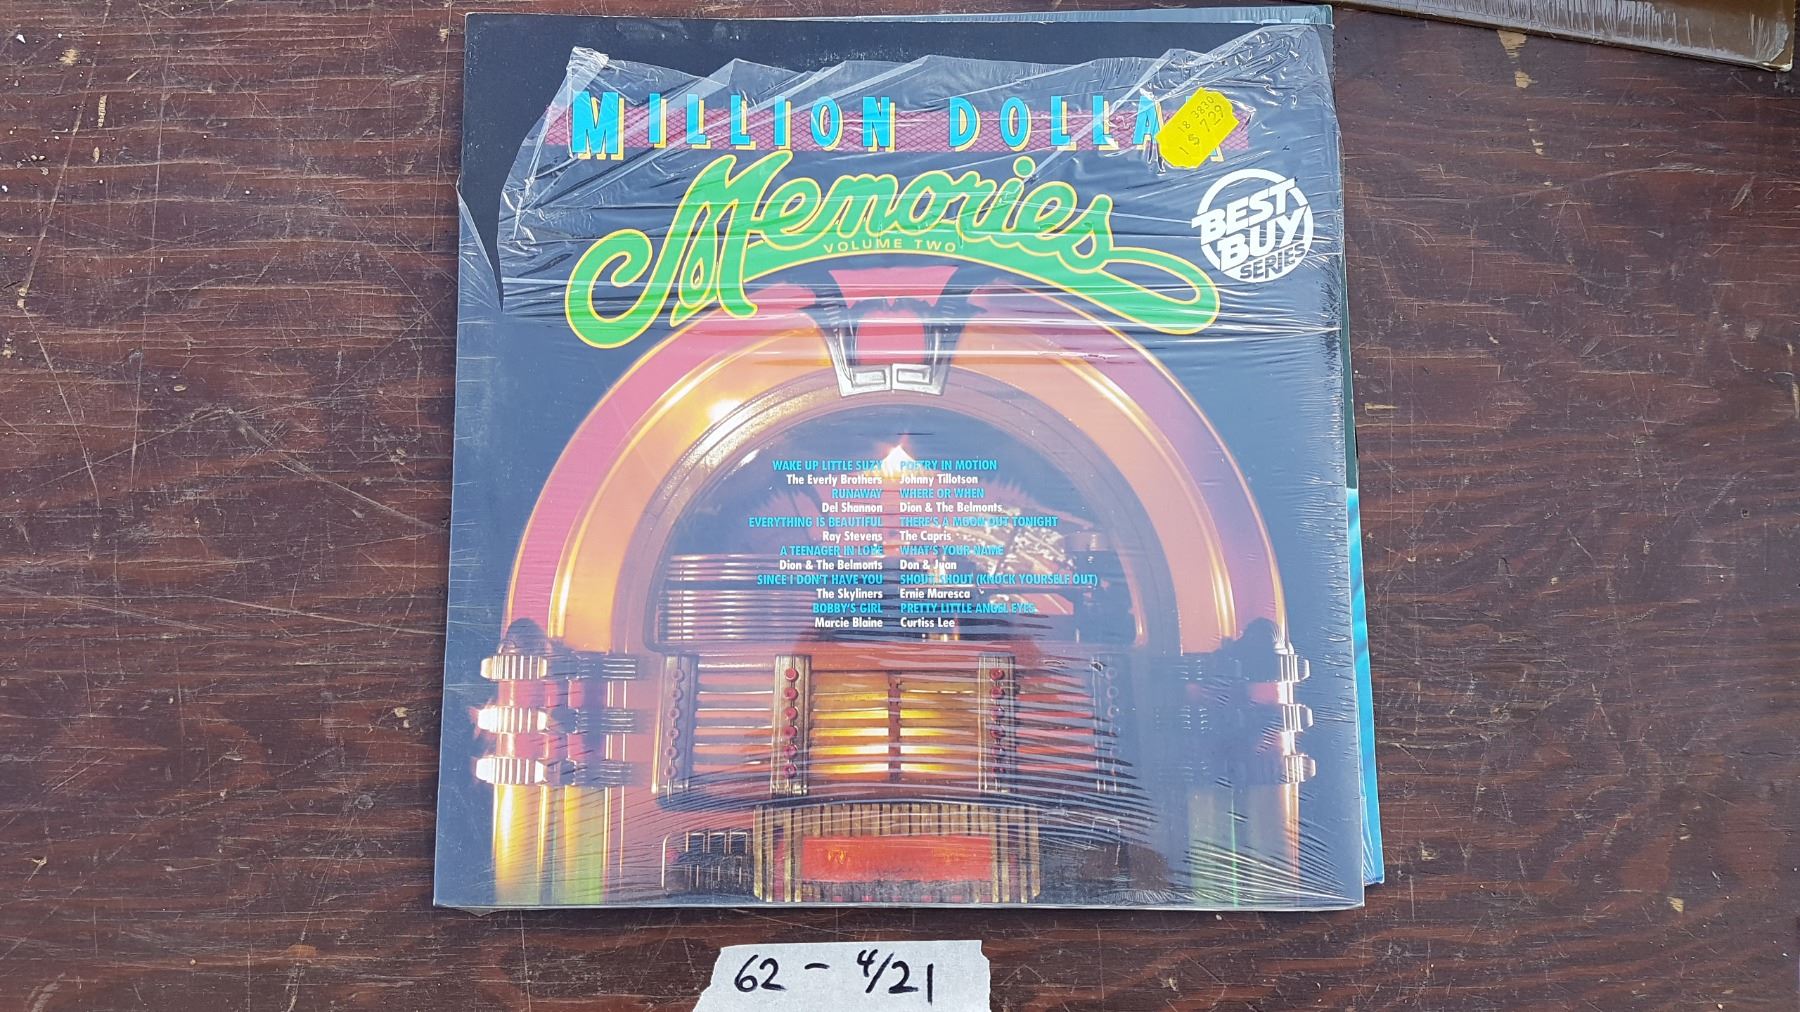 MILLION DOLLA
18 3830
1 $ 7.29
Memories
VOLUME TWO
BEST
BUY
SERIES
WAKE UP LITTLE SUZY
The Everly Brothers
RUNAWAY
Del Shannon
EVERYTHING IS BEAUTIFUL
Ray Stevens
A TEENAGER IN LOVE
Dion & The Belmonts
SINCE I DON'T HAVE YOU
The Skyliners
BOBBY'S GIRL
Marcie Blaine
POETRY IN MOTION
Johnny Tillotson
WHERE OR WHEN
Dion & The Belmonts
THERE'S A MOON OUT TONIGHT
The Capris
WHAT'S YOUR NAME
Don & Juan
SHOUT, SHOUT (KNOCK YOURSELF OUT)
Ernie Maresca
PRETTY LITTLE ANGEL EYES
Curtiss Lee
62 - 4/21